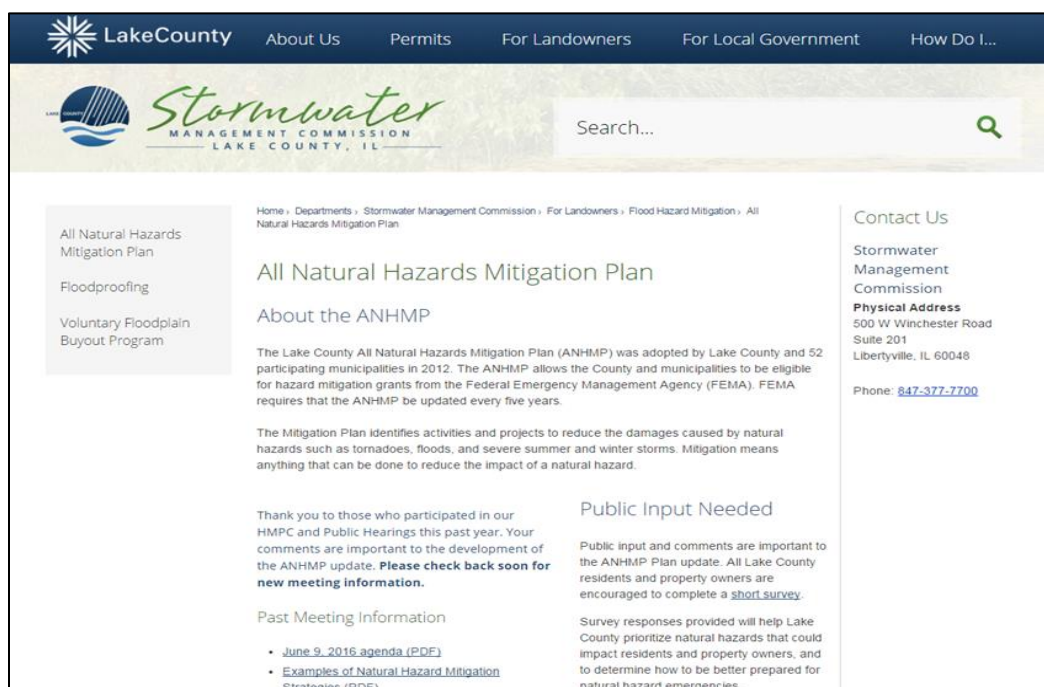 LakeCounty About Us Permits For Landowners For Local Government How Do I...
LAKE COUNTY
Stormwater
MANAGEMENT COMMISSION
LAKE COUNTY, IL
Search...
All Natural Hazards
Mitigation Plan
Floodproofing
Voluntary Floodplain
Buyout Program
Home › Departments › Stormwater Management Commission › For Landowners › Flood Hazard Mitigation › All
Natural Hazards Mitigation Plan
All Natural Hazards Mitigation Plan
About the ANHMP
The Lake County All Natural Hazards Mitigation Plan (ANHMP) was adopted by Lake County and 52
participating municipalities in 2012. The ANHMP allows the County and municipalities to be eligible
for hazard mitigation grants from the Federal Emergency Management Agency (FEMA). FEMA
requires that the ANHMP be updated every five years.
The Mitigation Plan identifies activities and projects to reduce the damages caused by natural
hazards such as tornadoes, floods, and severe summer and winter storms. Mitigation means
anything that can be done to reduce the impact of a natural hazard.
Thank you to those who participated in our
HMPC and Public Hearings this past year. Your
comments are important to the development of
the ANHMP update. Please check back soon for
new meeting information.
Past Meeting Information
• June 9, 2016 agenda (PDF)
• Examples of Natural Hazard Mitigation
Strategies (PDF)
Public Input Needed
Public input and comments are important to
the ANHMP Plan update. All Lake County
residents and property owners are
encouraged to complete a short survey.
Survey responses provided will help Lake
County prioritize natural hazards that could
impact residents and property owners, and
to determine how to be better prepared for
natural hazard emergencies.
Contact Us
Stormwater
Management
Commission
Physical Address
500 W Winchester Road
Suite 201
Libertyville, IL 60048
Phone: 847-377-7700